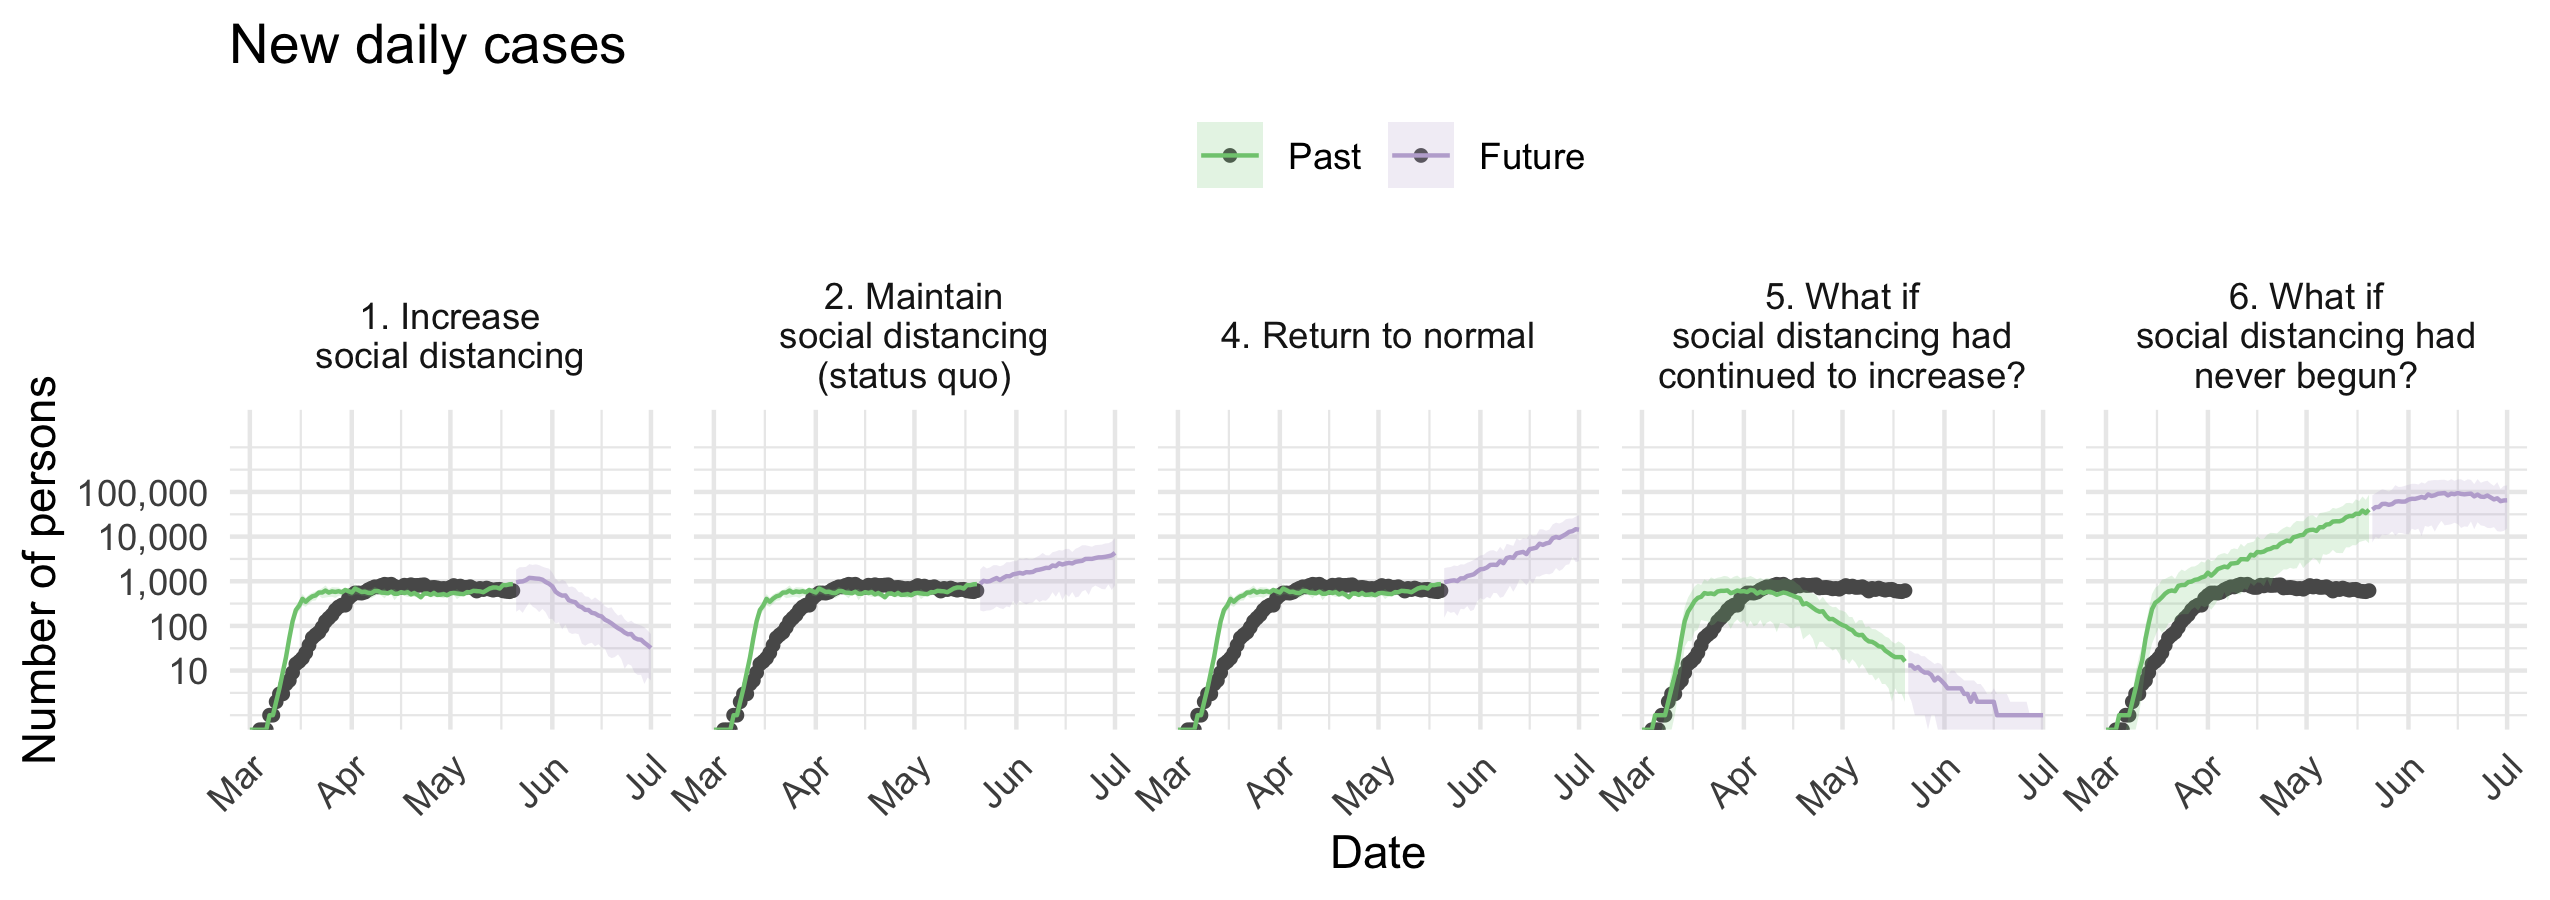 New daily cases
Past
Future
1. Increase
social distancing
2. Maintain
social distancing
(status quo)
4. Return to normal
5. What if
social distancing had
continued to increase?
6. What if
social distancing had
never begun?
Number of persons
100,000
10,000
1,000
100
10
Mar Apr May Jun Jul
Mar Apr May Jun Jul
Mar Apr May Jun Jul
Mar Apr May Jun Jul
Mar Apr May Jun Jul
Date